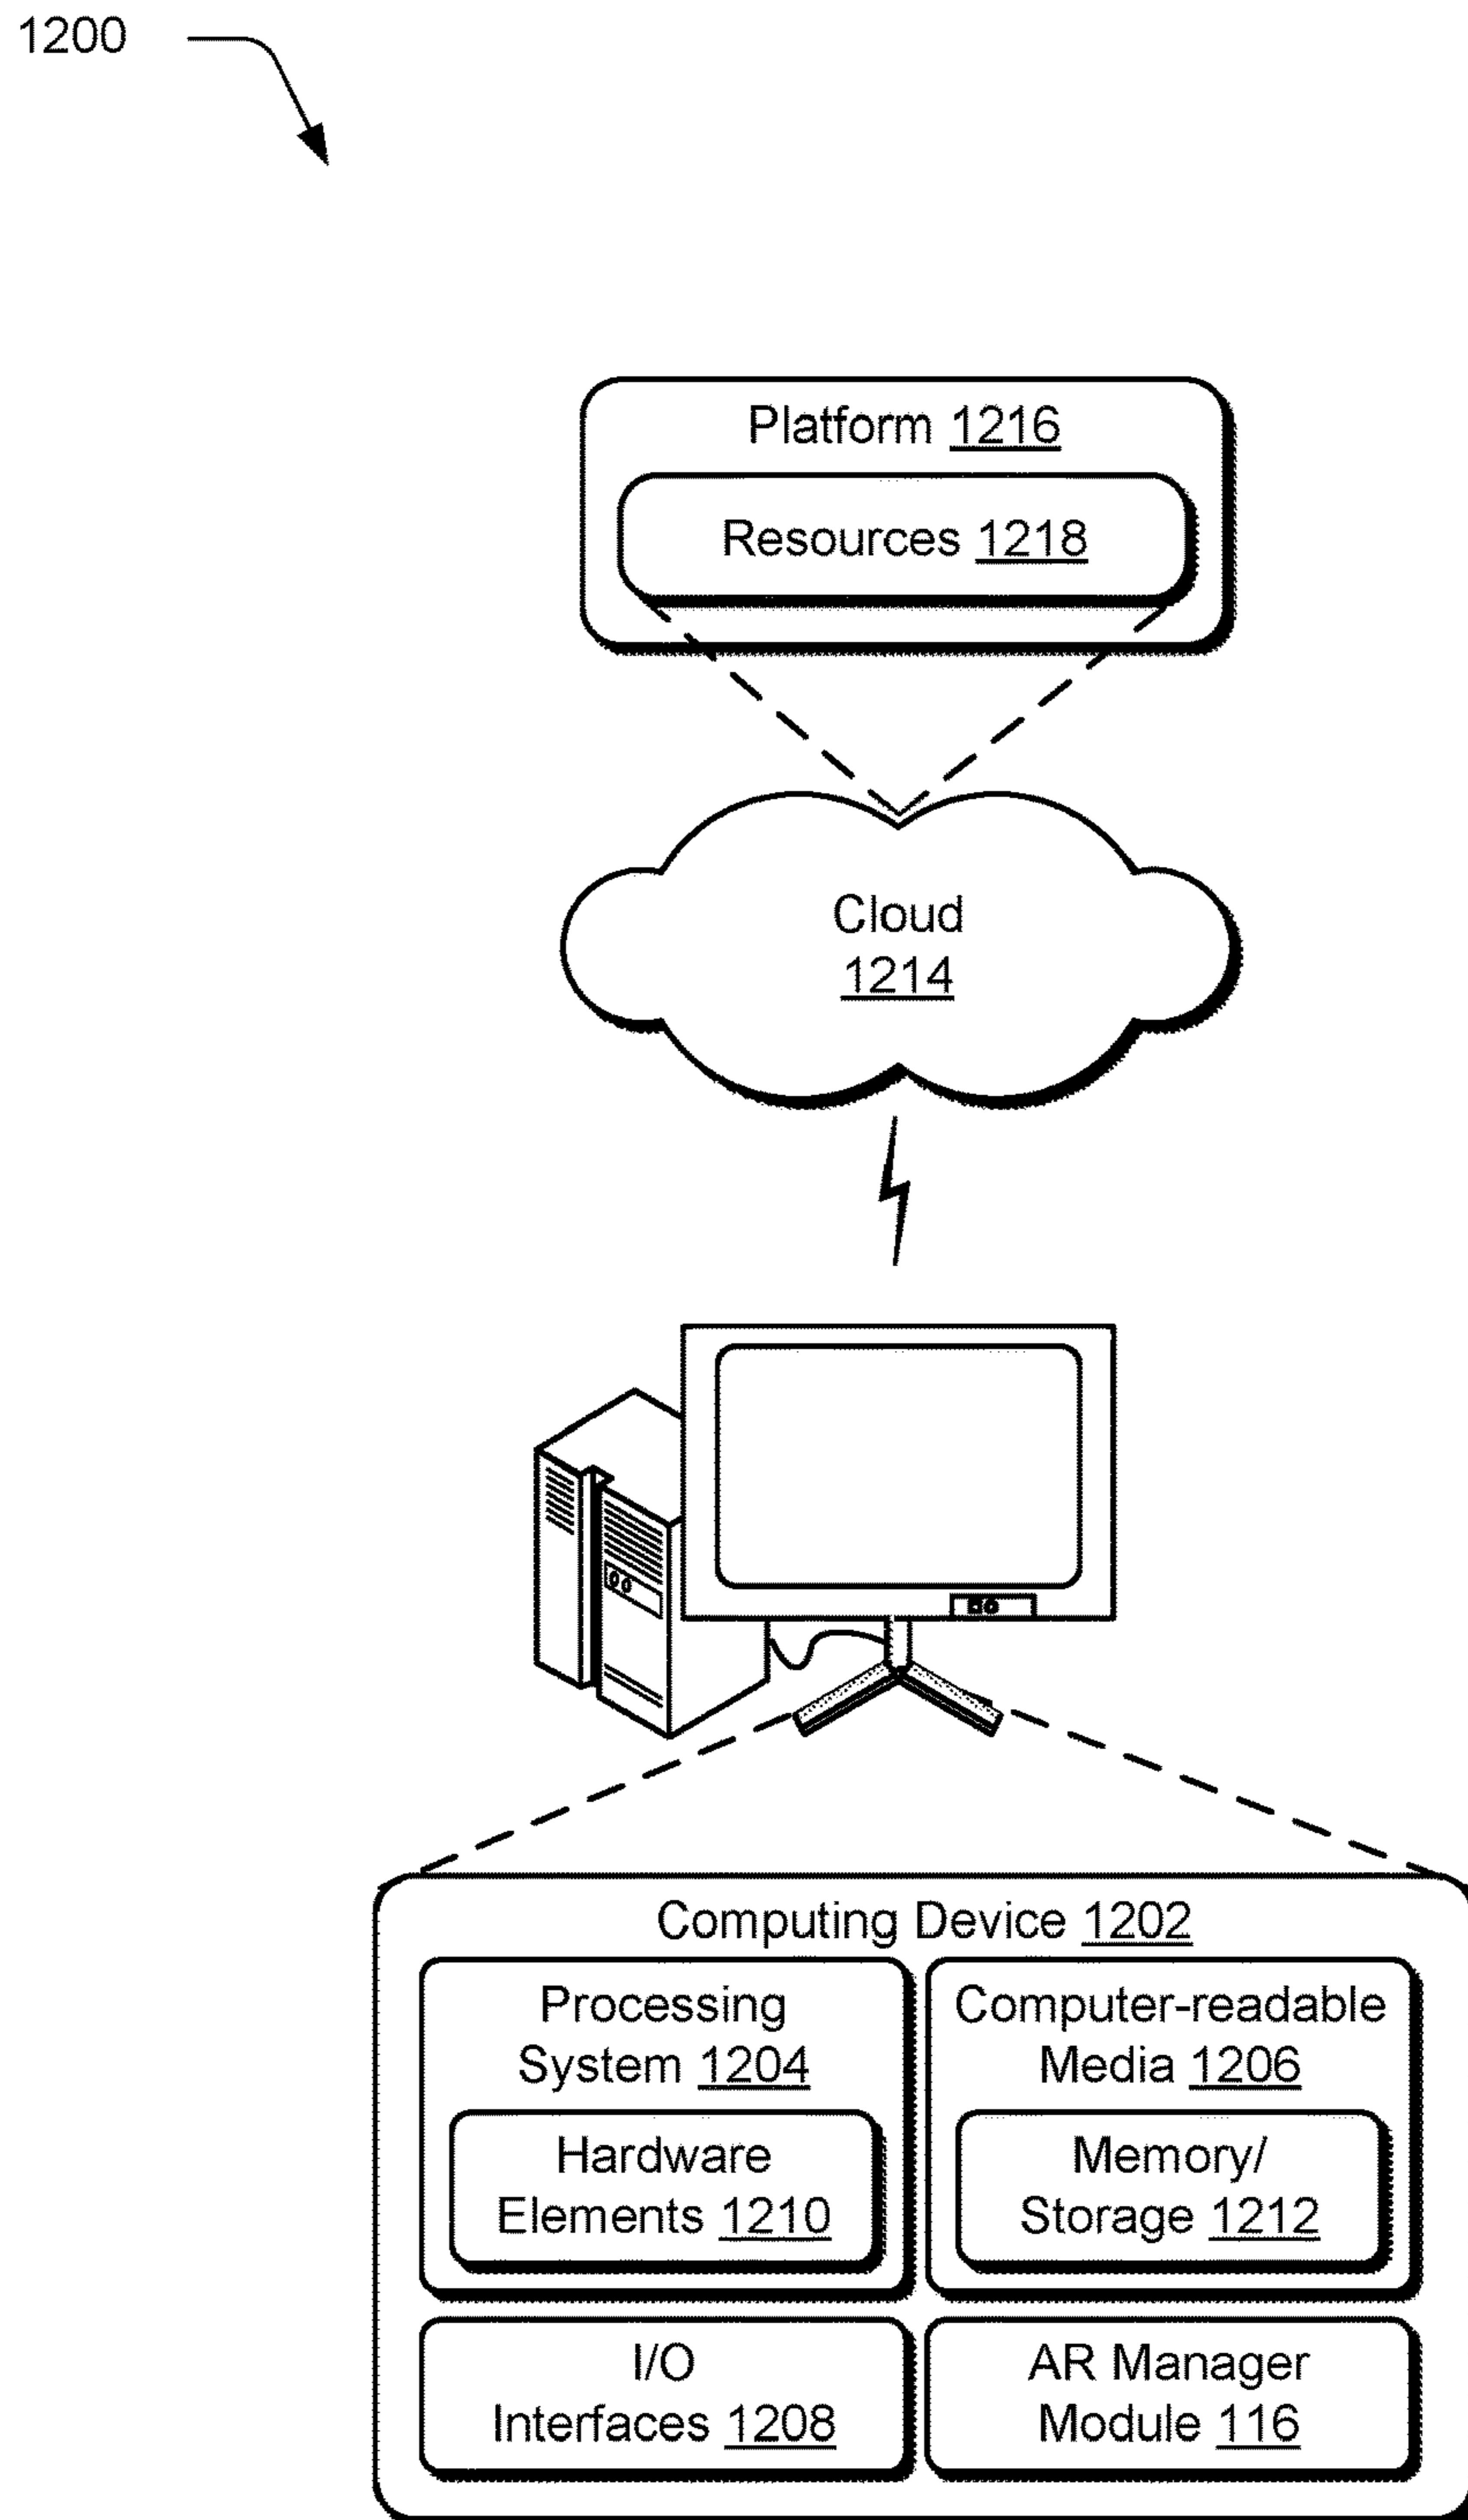 1200
Platform 1216
Resources 1218
Cloud
1214
Computing Device 1202
Processing
System 1204
Hardware
Elements 1210
Computer-readable
Media 1206
Memory/
Storage 1212
I/O
Interfaces 1208
AR Manager
Module 116